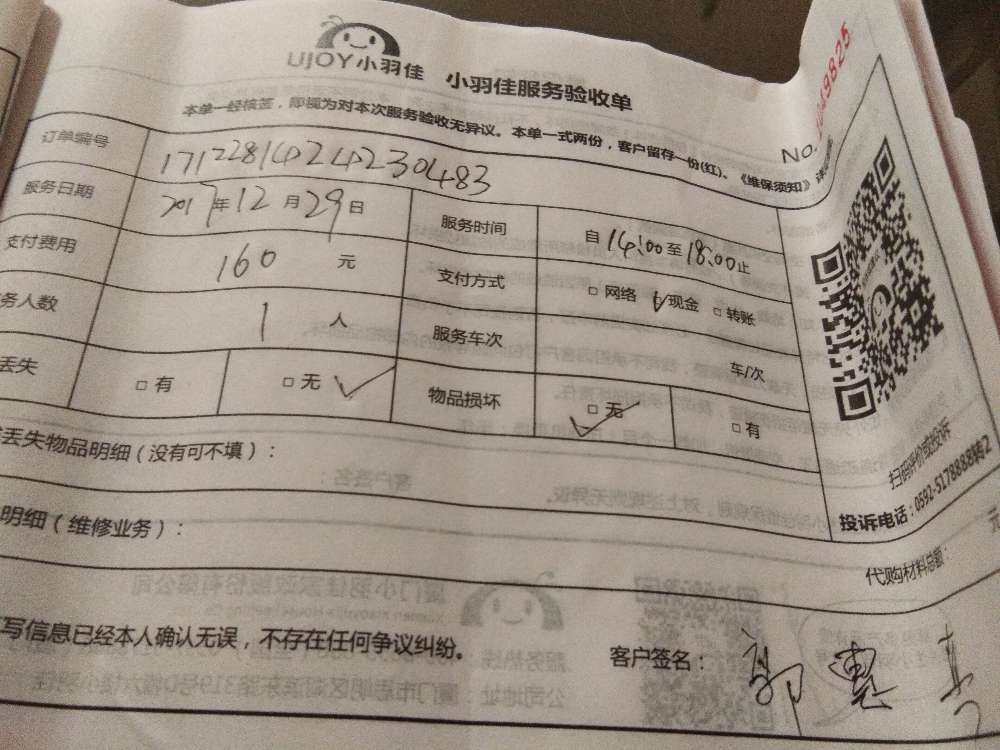 UJOY小羽佳 小羽佳服务验收单
No. 0049825
本单一经核签，即视为对本次服务验收无异议。本单一式两份，客户留存一份(红)。《维保须知》
订单编号 17122814242430483
服务日期 2017年12月29日 服务时间 自14:00至18:00止
支付费用 160 元 支付方式 □网络 □现金 □转账
务人数 1 人 服务车次 车/次
丢失 □有 □无 物品损坏 □无 □有
丢失物品明细(没有可不填)：
扫码评价或投诉
投诉电话：0592-5178888转2
明细(维修业务)：
代购材料总额： 元
写信息已经本人确认无误，不存在任何争议纠纷。 客户签名： 郭惠